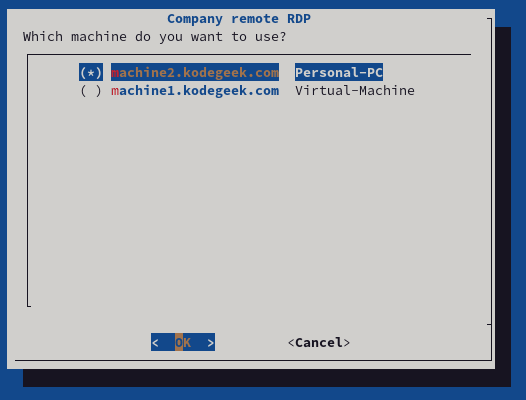 Company remote RDP
Which machine do you want to use?
(*) machine2.kodegeek.com Personal-PC
( ) machine1.kodegeek.com Virtual-Machine
< OK > <Cancel>